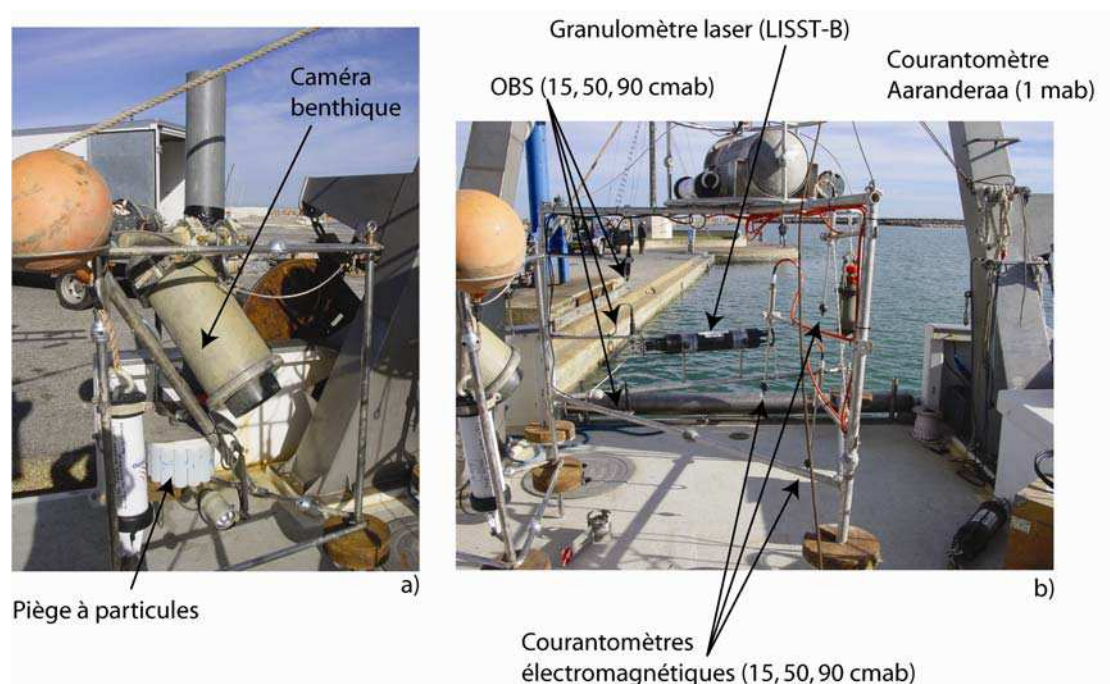 Granulomètre laser (LISST-B)
Caméra
benthique
OBS (15, 50, 90 cmab)
Courantomètre
Aaranderaa (1 mab)
a)
b)
Piège à particules
Courantomètres
électromagnétiques (15, 50, 90 cmab)